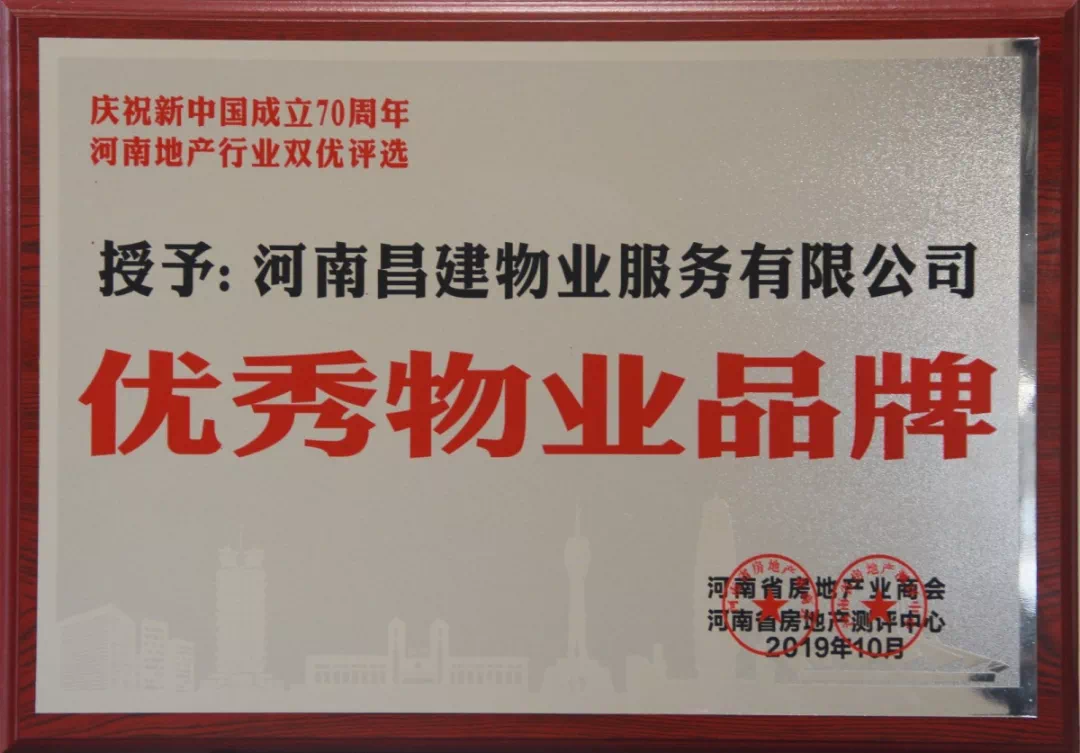 庆祝新中国成立70周年
河南地产行业双优评选
授予:河南昌建物业服务有限公司
优秀物业品牌
河南省房地产业商会
河南省房地产测评中心
2019年10月